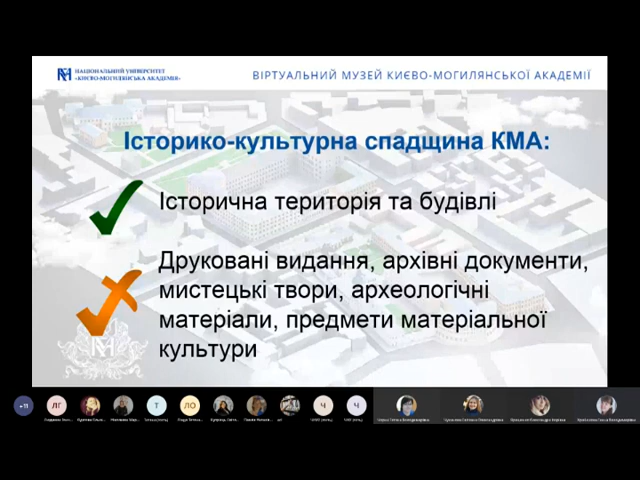 НАЦІОНАЛЬНИЙ УНІВЕРСИТЕТ
«КИЄВО-МОГИЛЯНСЬКА АКАДЕМІЯ»
ВІРТУАЛЬНИЙ МУЗЕЙ КИЄВО-МОГИЛЯНСЬКОЇ АКАДЕМІЇ
Історико-культурна спадщина КМА:
Історична територія та будівлі
Друковані видання, архівні документи,
мистецькі твори, археологічні
матеріали, предмети матеріальної
культури
+11
ЛГ
Т
ЛО
Ч
Ч